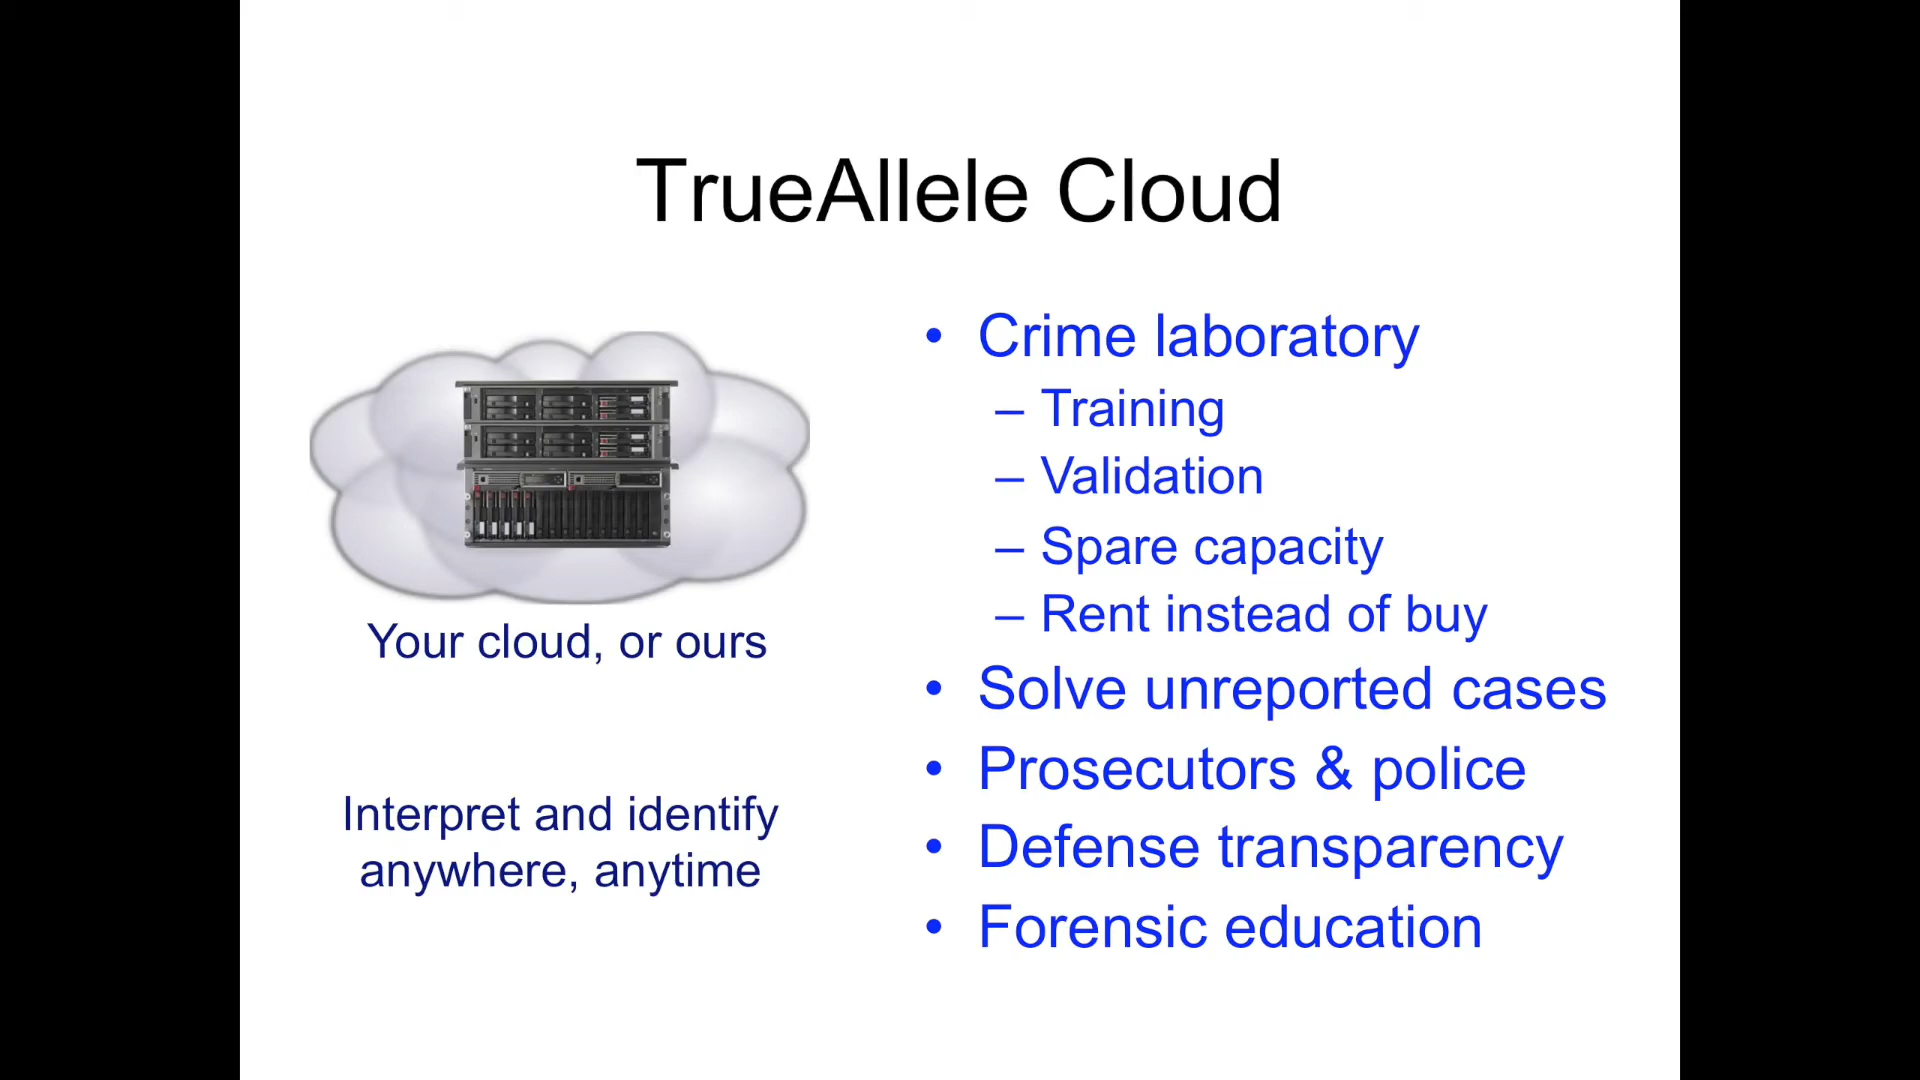 TrueAllele Cloud
Your cloud, or ours
Interpret and identify
anywhere, anytime
• Crime laboratory
– Training
– Validation
– Spare capacity
– Rent instead of buy
• Solve unreported cases
• Prosecutors & police
• Defense transparency
• Forensic education